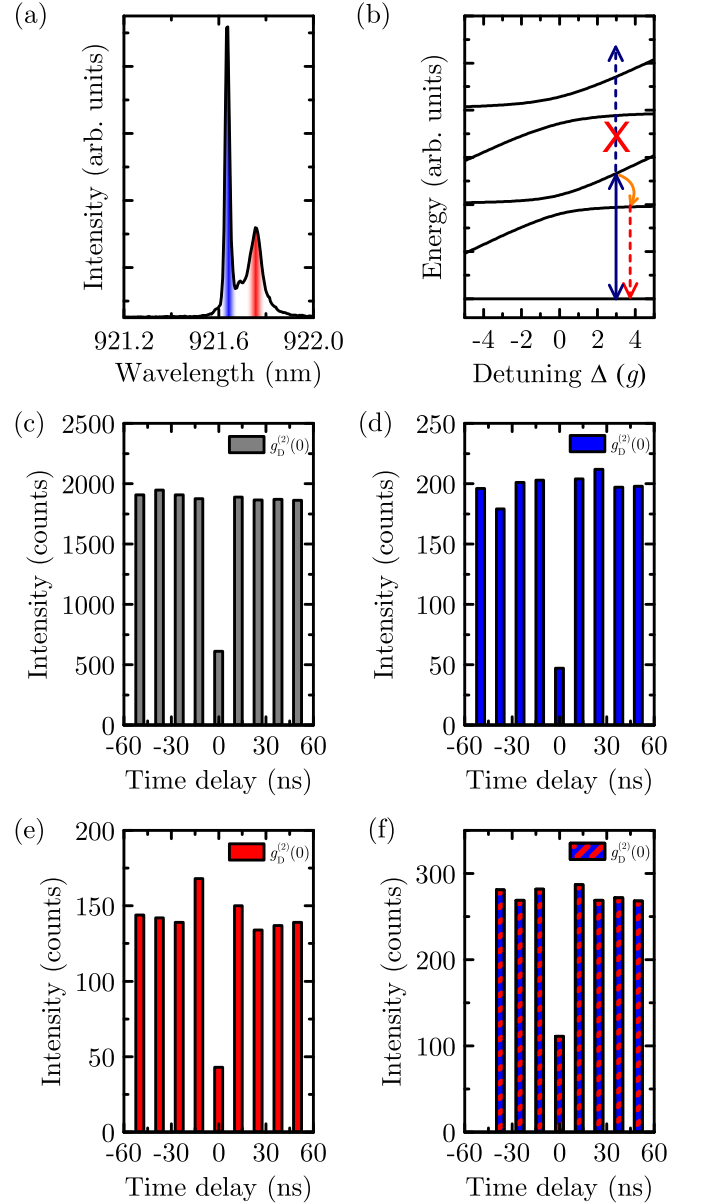 (a)
Intensity (arb. units)
921.2 921.6 922.0
Wavelength (nm)
(b)
Energy (arb. units)
X
-4 -2 0 2 4
Detuning Δ (g)
(c)
Intensity (counts)
2500
2000
1500
1000
500
0
g_D^(2)(0)
-60 -30 0 30 60
Time delay (ns)
(d)
Intensity (counts)
250
200
150
100
50
0
g_D^(2)(0)
-60 -30 0 30 60
Time delay (ns)
(e)
Intensity (counts)
200
150
100
50
0
g_D^(2)(0)
-60 -30 0 30 60
Time delay (ns)
(f)
Intensity (counts)
300
200
100
0
g_D^(2)(0)
-60 -30 0 30 60
Time delay (ns)